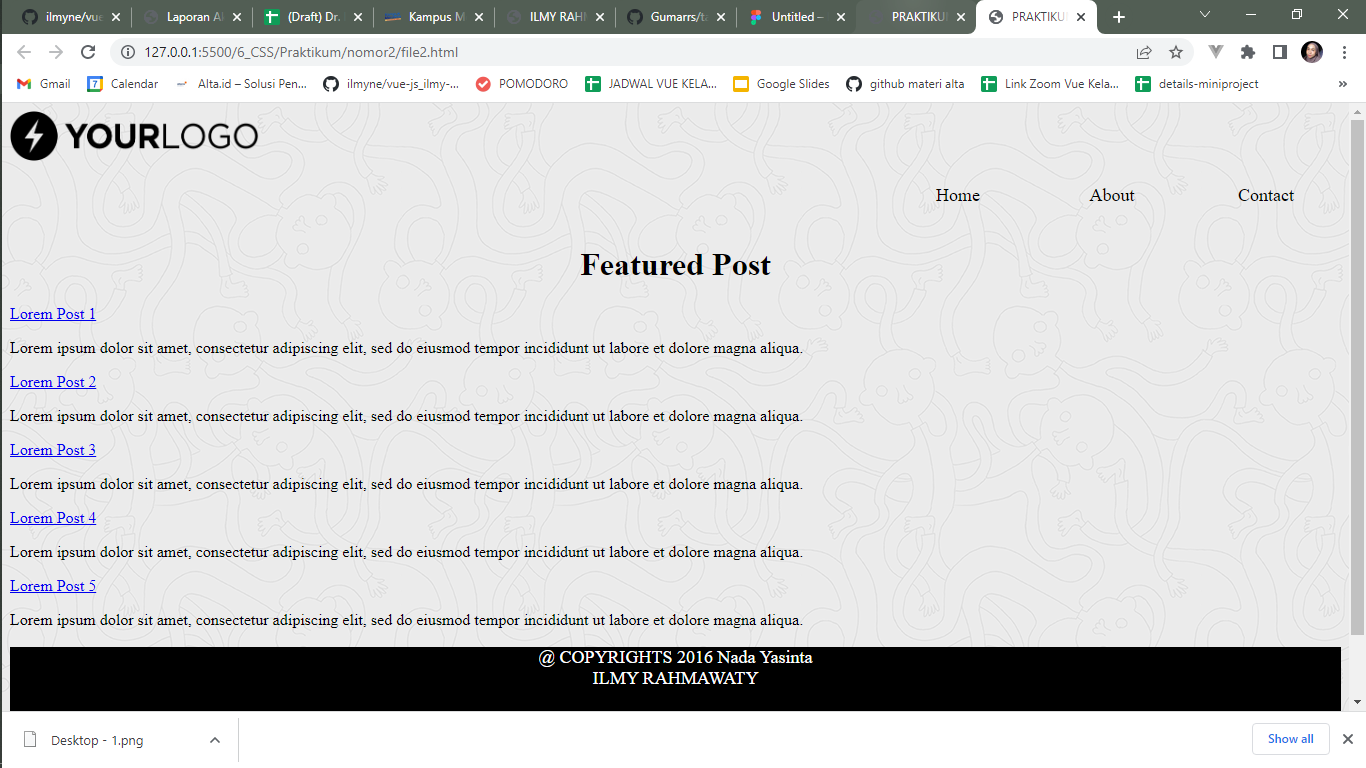 ilmyne/vue
Laporan Al
(Draft) Dr.
Kampus M
ILMY RAH
Gumarrs/ta
Untitled –
PRAKTIKU
PRAKTIKU
127.0.0.1:5500/6_CSS/Praktikum/nomor2/file2.html
Gmail
Calendar
Alta.id – Solusi Pen...
ilmyne/vue-js_ilmy-...
POMODORO
JADWAL VUE KELA...
Google Slides
github materi alta
Link Zoom Vue Kela...
details-miniproject
YOURLOGO
Home About Contact
Featured Post
Lorem Post 1
Lorem ipsum dolor sit amet, consectetur adipiscing elit, sed do eiusmod tempor incididunt ut labore et dolore magna aliqua.
Lorem Post 2
Lorem ipsum dolor sit amet, consectetur adipiscing elit, sed do eiusmod tempor incididunt ut labore et dolore magna aliqua.
Lorem Post 3
Lorem ipsum dolor sit amet, consectetur adipiscing elit, sed do eiusmod tempor incididunt ut labore et dolore magna aliqua.
Lorem Post 4
Lorem ipsum dolor sit amet, consectetur adipiscing elit, sed do eiusmod tempor incididunt ut labore et dolore magna aliqua.
Lorem Post 5
Lorem ipsum dolor sit amet, consectetur adipiscing elit, sed do eiusmod tempor incididunt ut labore et dolore magna aliqua.
@ COPYRIGHTS 2016 Nada Yasinta
ILMY RAHMAWATY
Desktop - 1.png
Show all